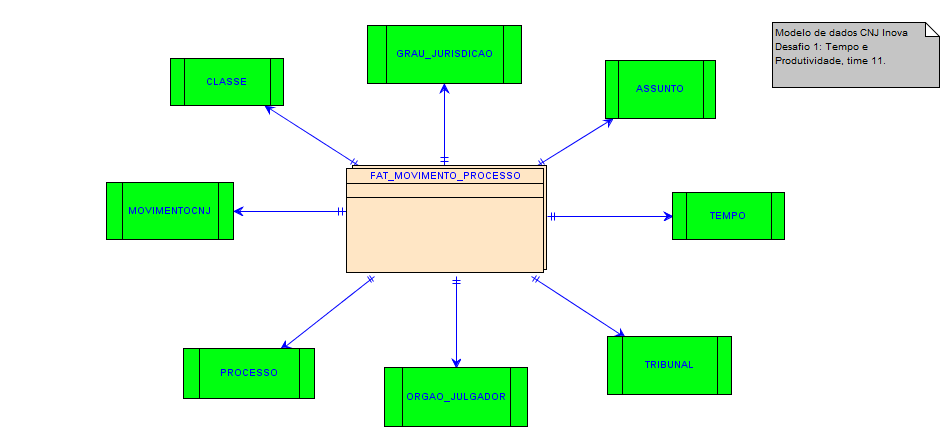 Modelo de dados CNJ Inova
Desafio 1: Tempo e
Produtividade, time 11.
GRAU_JURISDICAO
CLASSE
ASSUNTO
FAT_MOVIMENTO_PROCESSO
MOVIMENTOCNJ
TEMPO
PROCESSO
ORGAO_JULGADOR
TRIBUNAL